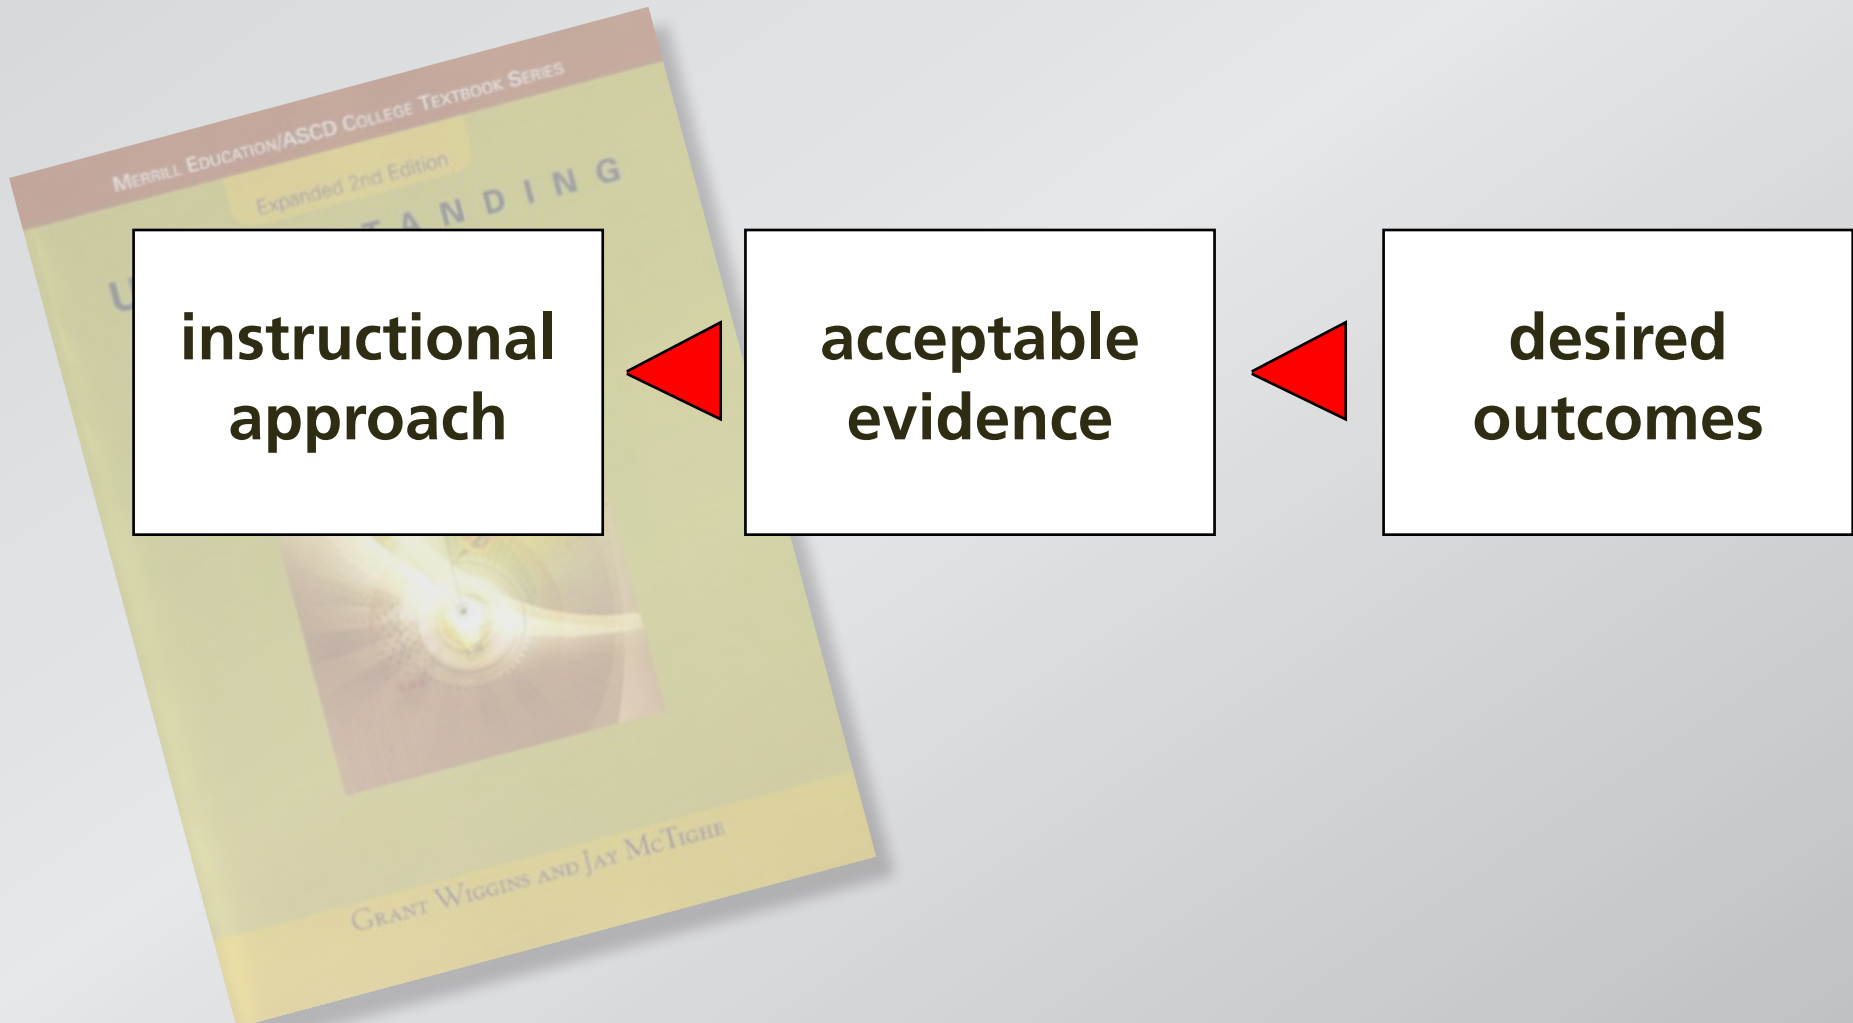 MERRILL EDUCATION/ASCD COLLEGE TEXTBOOK SERIES
Expanded 2nd Edition
instructional
approach
acceptable
evidence
desired
outcomes
GRANT WIGGINS AND JAY MCTIGHE